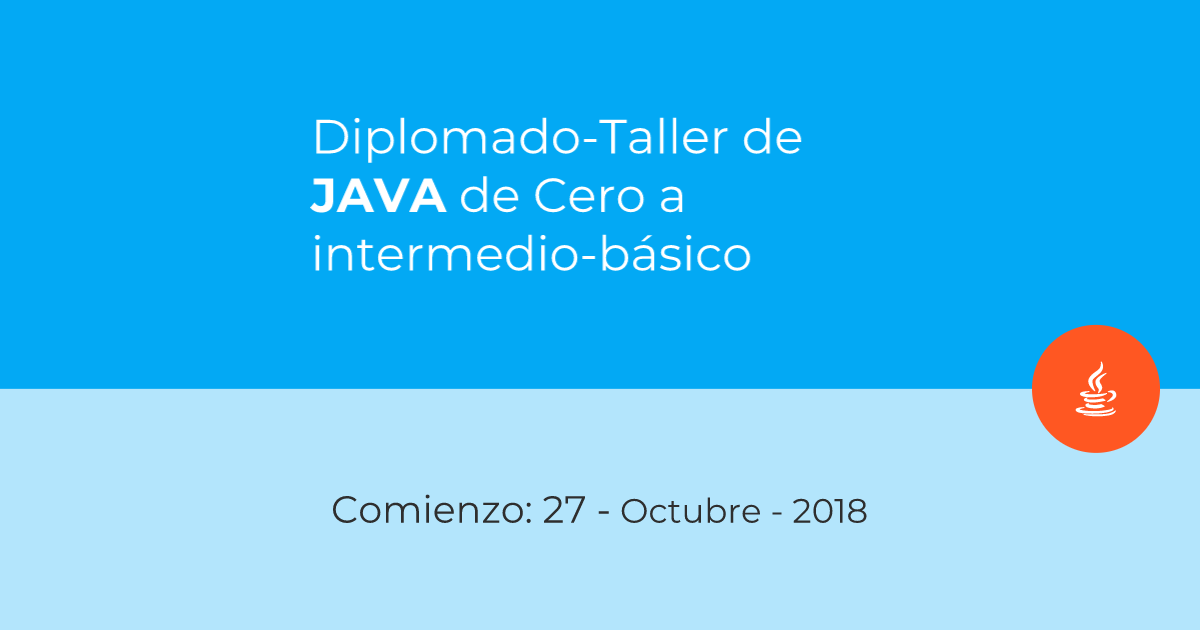 Diplomado-Taller de
JAVA de Cero a
intermedio-básico
Comienzo: 27 - Octubre - 2018